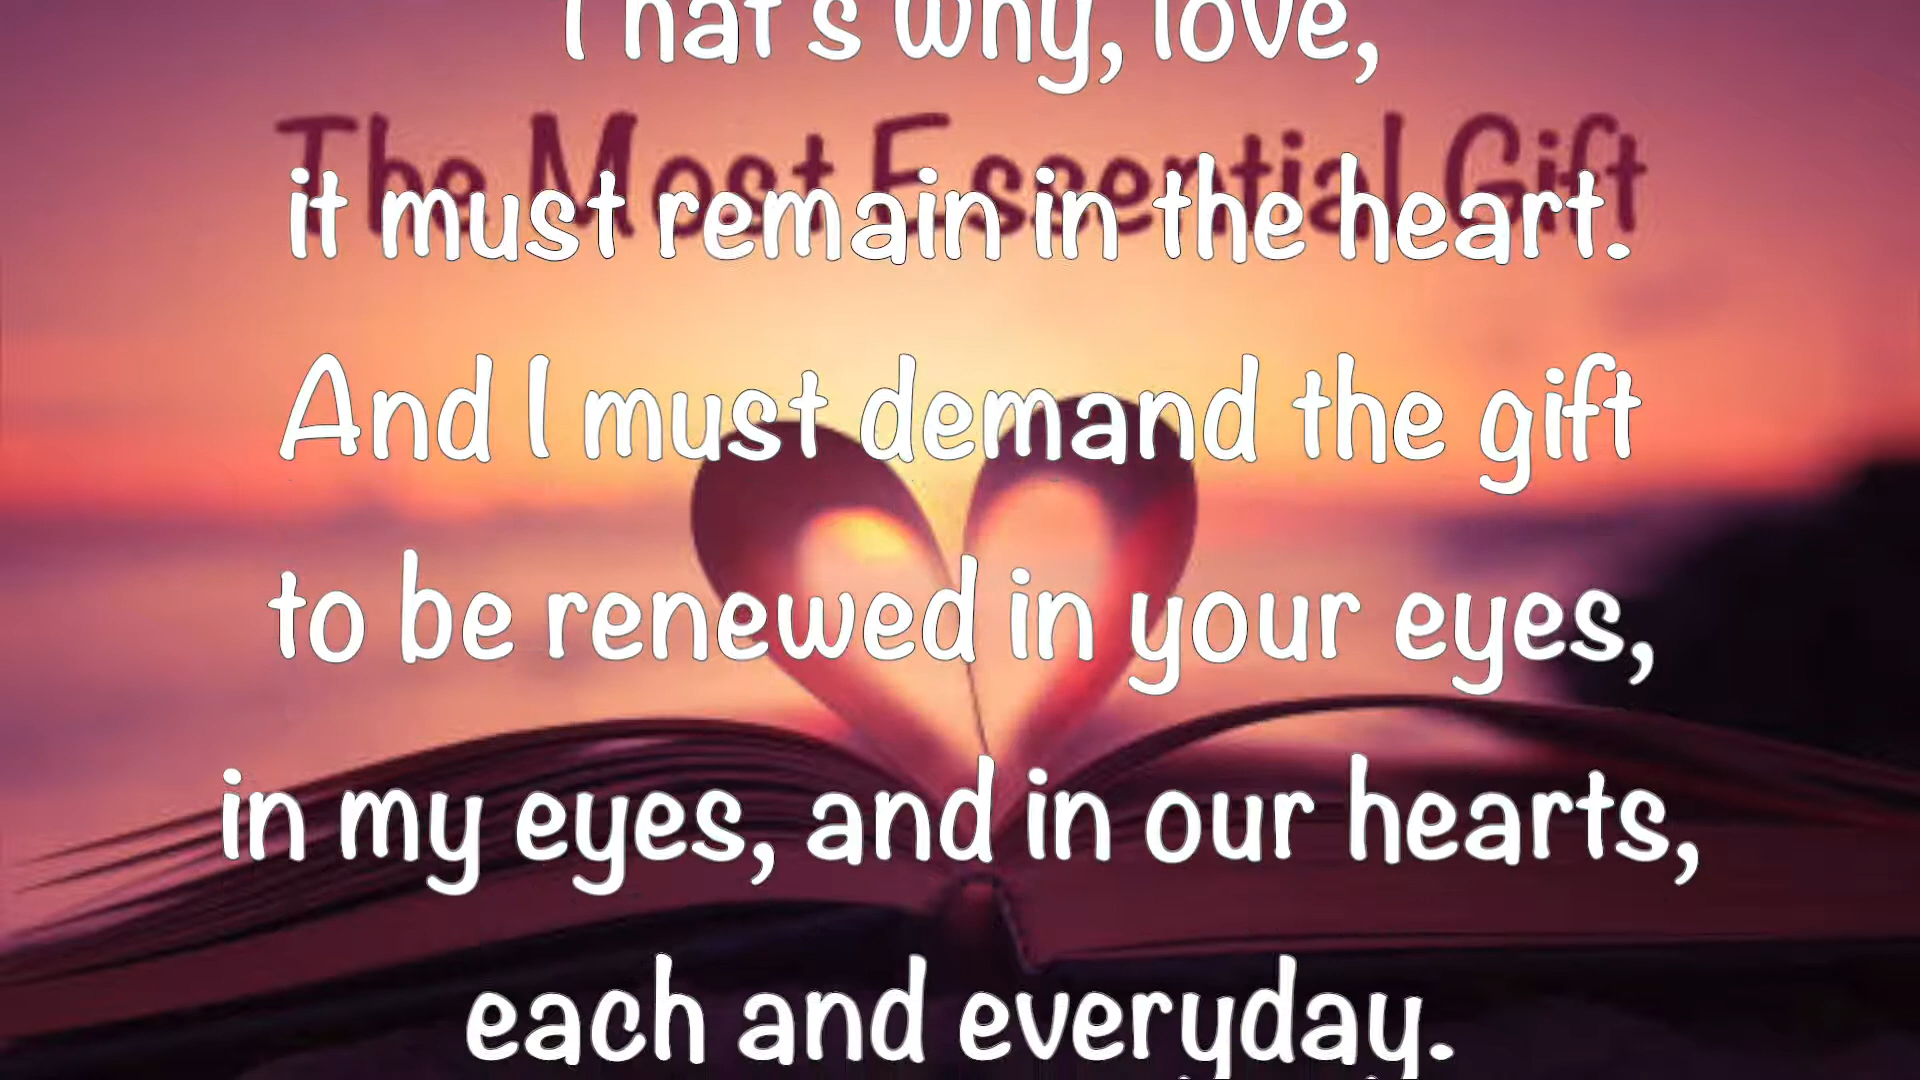 That's why, love,
The Most Essential Gift
it must remain in the heart.
And I must demand the gift
to be renewed in your eyes,
in my eyes, and in our hearts,
each and everyday.